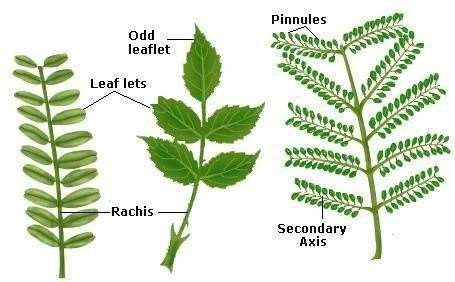 Odd
leaflet
Leaf lets
Rachis
Pinnules
Secondary
Axis